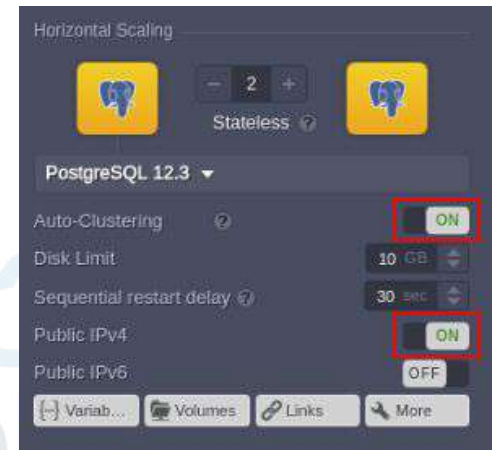 Horizontal Scaling
2
Stateless
PostgreSQL 12.3
Auto-Clustering ON
Disk Limit 10 GB
Sequential restart delay 30 sec
Public IPv4 ON
Public IPv6 OFF
Variab... Volumes Links More